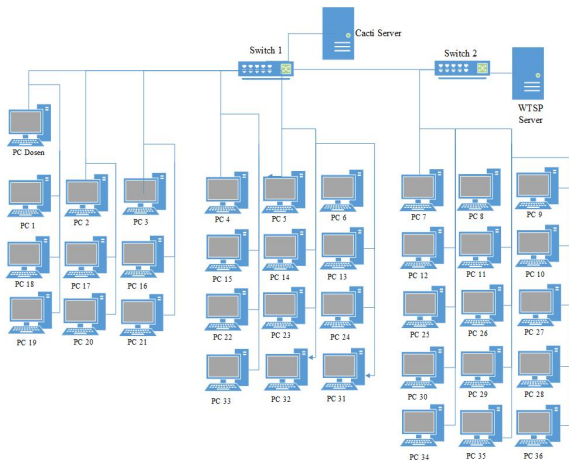 Cacti Server
Switch 1
Switch 2
WTSP
Server
PC Dosen
PC 1
PC 2
PC 3
PC 4
PC 5
PC 6
PC 7
PC 8
PC 9
PC 18
PC 17
PC 16
PC 15
PC 14
PC 13
PC 12
PC 11
PC 10
PC 19
PC 20
PC 21
PC 22
PC 23
PC 24
PC 25
PC 26
PC 27
PC 33
PC 32
PC 31
PC 30
PC 29
PC 28
PC 34
PC 35
PC 36